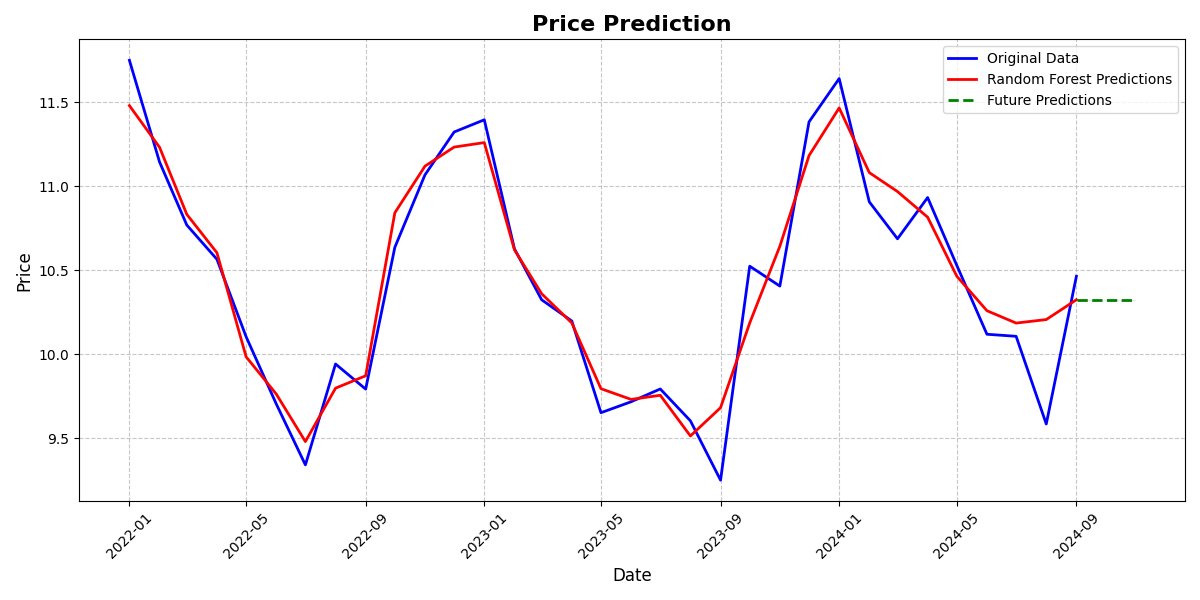 Price Prediction
Original Data
Random Forest Predictions
Future Predictions
Price
11.5
11.0
10.5
10.0
9.5
2022-01
2022-05
2022-09
2023-01
2023-05
2023-09
2024-01
2024-05
2024-09
Date